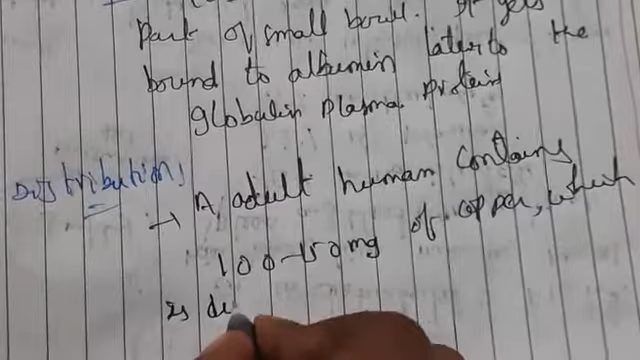 Part of small bowel. It gets
bound to albumin later to the
globulin plasma protein
Distribution,
→ A adult human contains
100-150mg of copper, which
is de